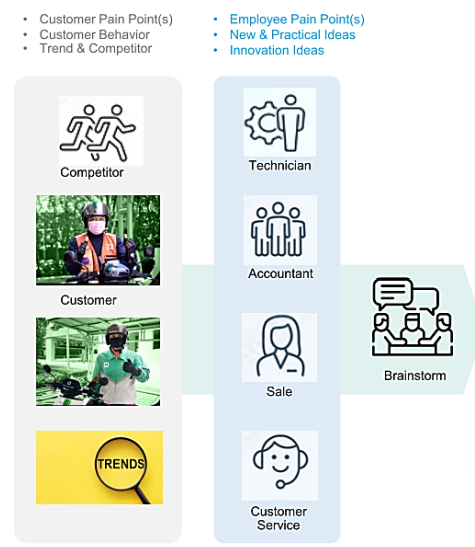 • Customer Pain Point(s)
• Customer Behavior
• Trend & Competitor
• Employee Pain Point(s)
• New & Practical Ideas
• Innovation Ideas
Competitor
Customer
TRENDS
Technician
Accountant
Sale
Customer
Service
Brainstorm